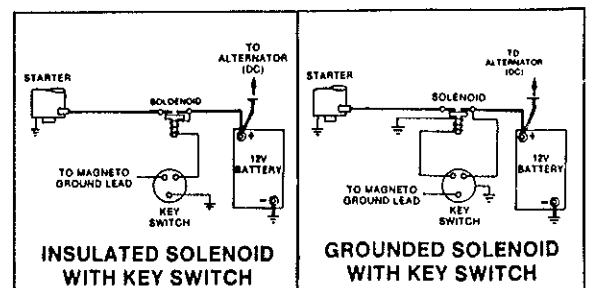 TO
ALTERNATOR
(DC)
STARTER
SOLDENOID
+
12V
BATTERY
TO MAGNETO
GROUND LEAD
KEY
SWITCH
-
INSULATED SOLENOID
WITH KEY SWITCH
TO
ALTERNATOR
(DC)
STARTER
SOLENOID
+
12V
BATTERY
TO MAGNETO
GROUND LEAD
KEY
SWITCH
-
GROUNDED SOLENOID
WITH KEY SWITCH